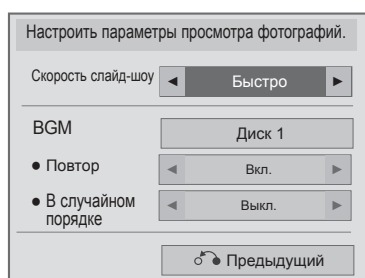 Настроить параметры просмотра фотографий.
Скорость слайд-шоу ◄ Быстро ►
BGM Диск 1
● Повтор ◄ Вкл. ►
● В случайном ◄ Выкл. ►
порядке
Предыдущий